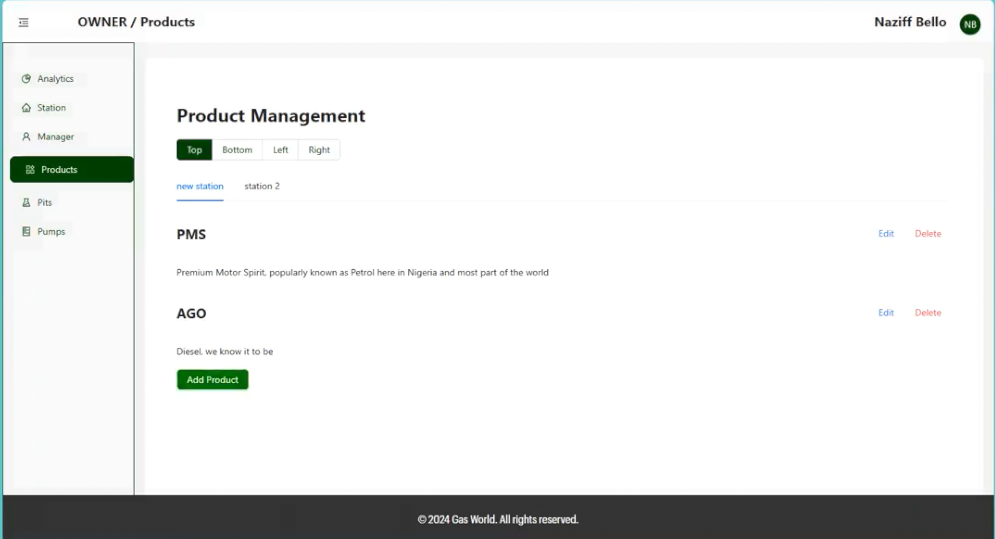 OWNER / Products
Naziff Bello
NB
Analytics
Station
Manager
Products
Pits
Pumps
Product Management
Top Bottom Left Right
new station station 2
PMS
Edit Delete
Premium Motor Spirit, popularly known as Petrol here in Nigeria and most part of the world
AGO
Edit Delete
Diesel, we know it to be
Add Product
© 2024 Gas World. All rights reserved.